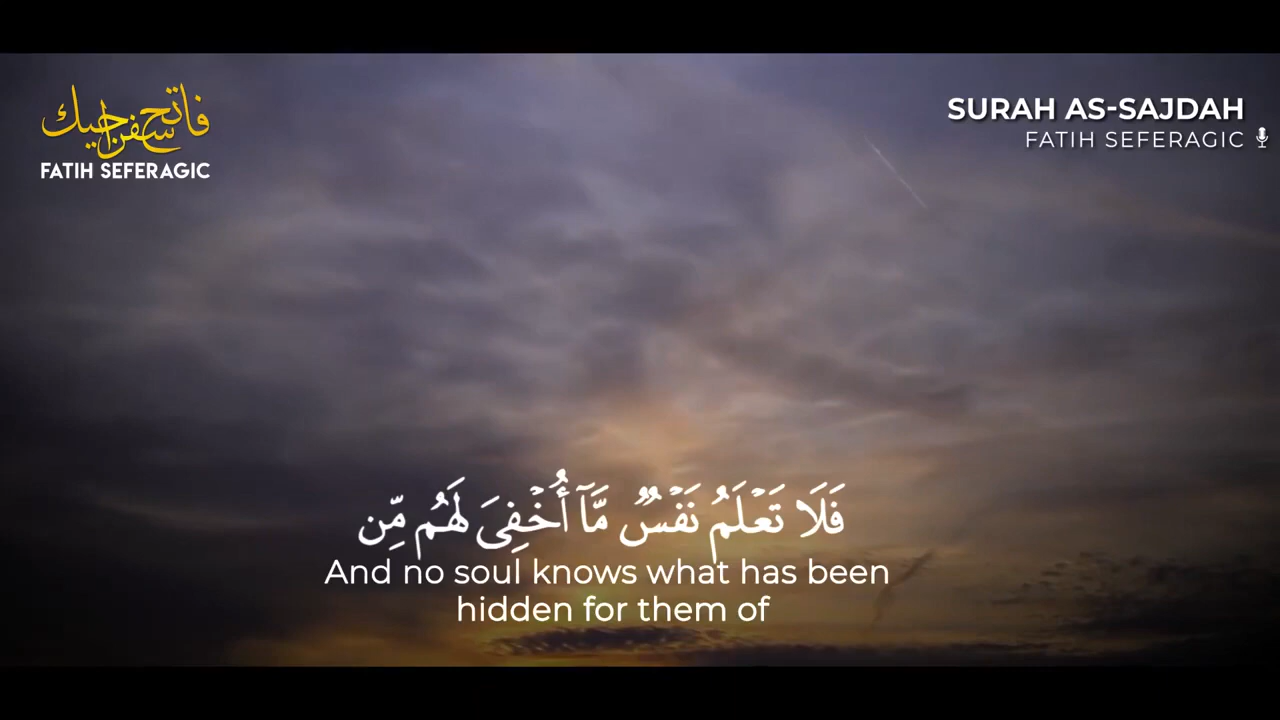 فاتح سفراجيك
FATIH SEFERAGIC
SURAH AS-SAJDAH
FATIH SEFERAGIC
فَلَا تَعْلَمُ نَفْسٌ مَّآ أُخْفِىَ لَهُم مِّن
And no soul knows what has been
hidden for them of